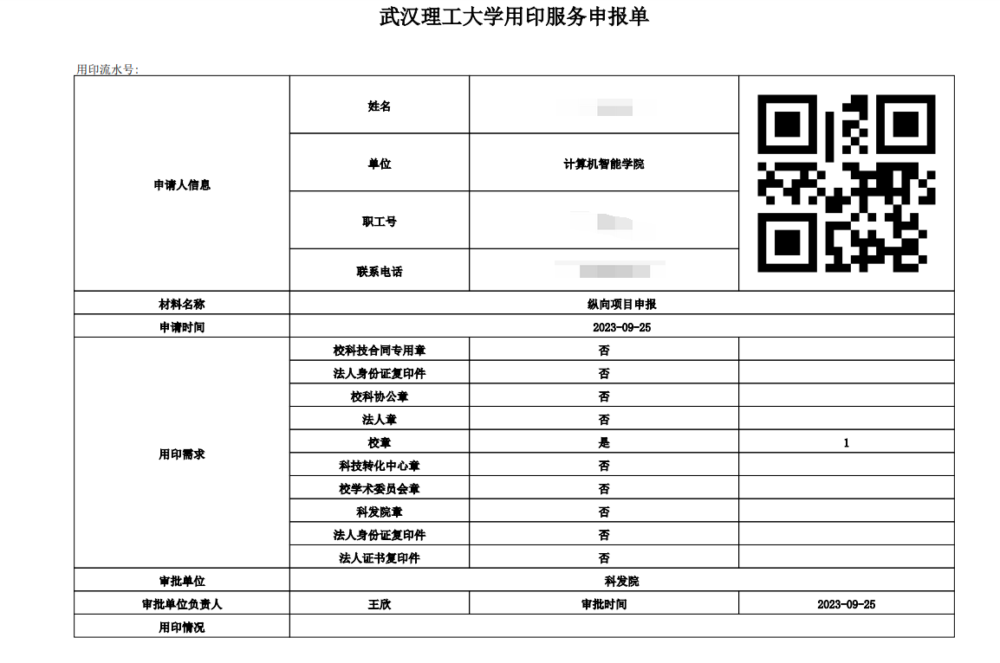 武汉理工大学用印服务申报单
用印流水号:
申请人信息
姓名
单位 计算机智能学院
职工号
联系电话
材料名称 纵向项目申报
申请时间 2023-09-25
用印需求
校科技合同专用章 否
法人身份证复印件 否
校科协公章 否
法人章 否
校章 是 1
科技转化中心章 否
校学术委员会章 否
科发院章 否
法人身份证复印件 否
法人证书复印件 否
审批单位 科发院
审批单位负责人 王欣 审批时间 2023-09-25
用印情况